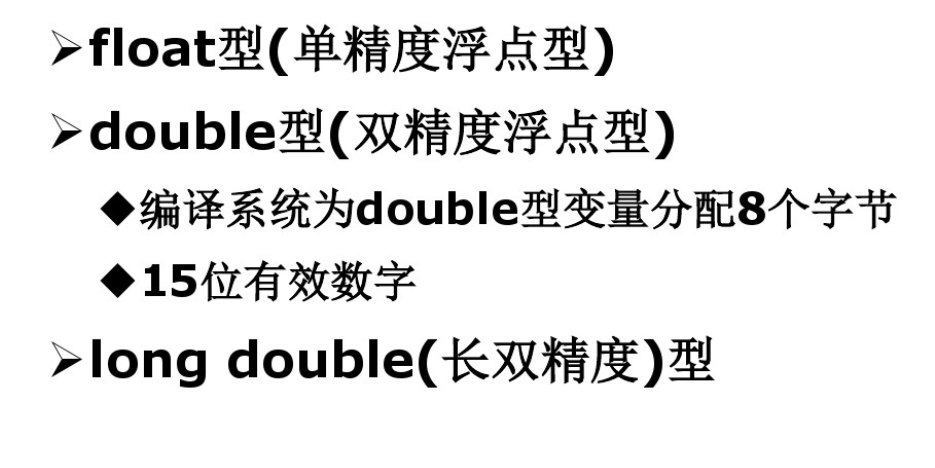 ➢float型(单精度浮点型)
➢double型(双精度浮点型)
◆编译系统为double型变量分配8个字节
◆15位有效数字
➢long double(长双精度)型